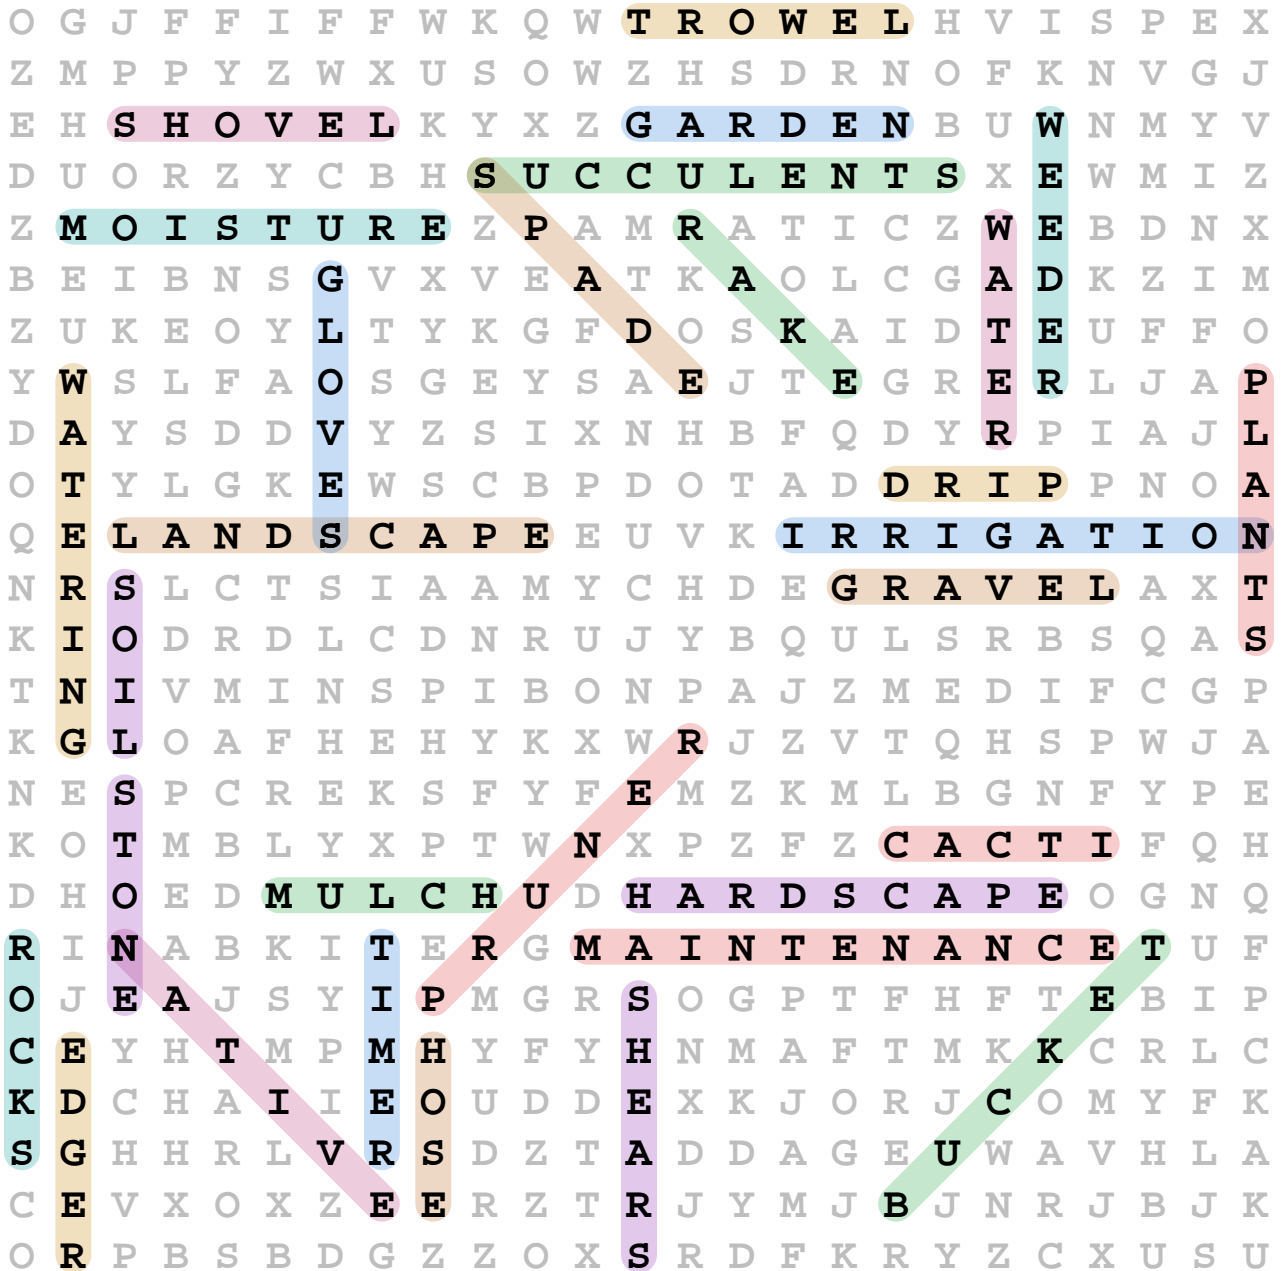 O G J F F I F F W K Q W T R O W E L H V I S P E X
Z M P P Y Z W X U S O W Z H S D R N O F K N V G J
E H S H O V E L K Y X Z G A R D E N B U W N M Y V
D U O R Z Y C B H S U C C U L E N T S X E W M I Z
Z M O I S T U R E Z P A M R A T I C Z W E B D N X
B E I B N S G V X V E A T K A O L C G A D K Z I M
Z U K E O Y L T Y K G F D O S K A I D T E U F F O
Y W S L F A O S G E Y S A E J T E G R E R L J A P
D A Y S D D V Y Z S I X N H B F Q D Y R P I A J L
O T Y L G K E W S C B P D O T A D D R I P P N O A
Q E L A N D S C A P E E U V K I R R I G A T I O N
N R S L C T S I A A M Y C H D E G R A V E L A X T
K I O D R D L C D N R U J Y B Q U L S R B S Q A S
T N I V M I N S P I B O N P A J Z M E D I F C G P
K G L O A F H E H Y K X W R J Z V T Q H S P W J A
N E S P C R E K S F Y F E M Z K M L B G N F Y P E
K O T M B L Y X P T W N X P Z F Z C A C T I F Q H
D H O E D M U L C H U D H A R D S C A P E O G N Q
R I N A B K I T E R G M A I N T E N A N C E T U F
O J E A J S Y I P M G R S O G P T F H F T E B I P
C E Y H T M P M H Y F Y H N M A F T M K K C R L C
K D C H A I I E O U D D E X K J O R J C O M Y F K
S G H H R L V R S D Z T A D D A G E U W A V H L A
C E V X O X Z E E R Z T R J Y M J B J N R J B J K
O R P B S B D G Z Z O X S R D F K R Y Z C X U S U